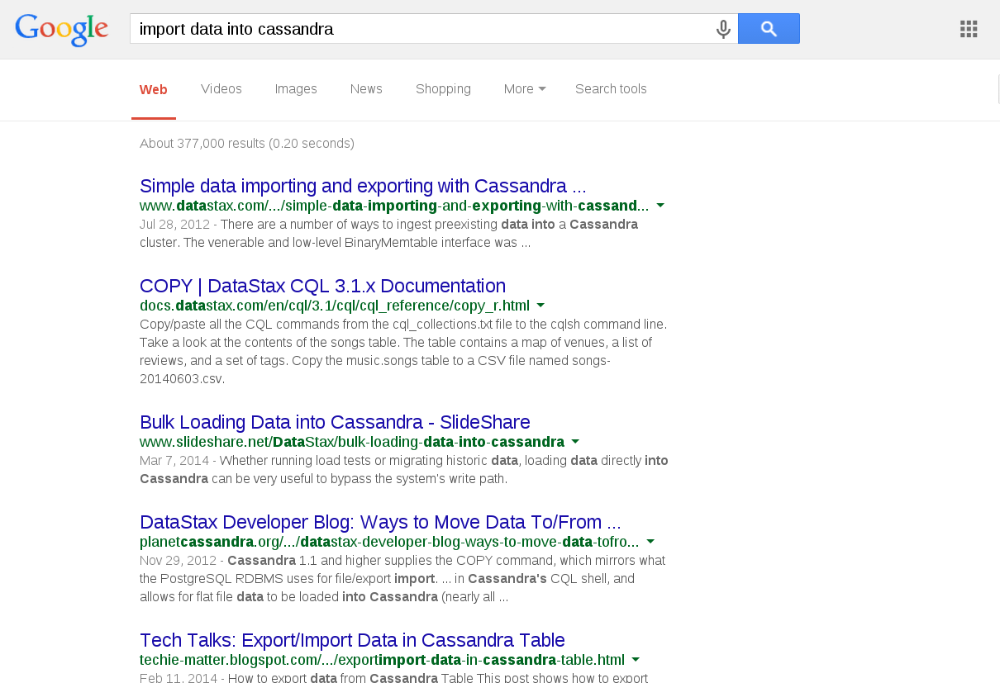 Google
import data into cassandra
Web Videos Images News Shopping More Search tools
About 377,000 results (0.20 seconds)
Simple data importing and exporting with Cassandra ...
www.datastax.com/.../simple-data-importing-and-exporting-with-cassand...
Jul 28, 2012 - There are a number of ways to ingest preexisting data into a Cassandra
cluster. The venerable and low-level BinaryMemtable interface was ...
COPY | DataStax CQL 3.1.x Documentation
docs.datastax.com/en/cql/3.1/cql/cql_reference/copy_r.html
Copy/paste all the CQL commands from the cql_collections.txt file to the cqlsh command line.
Take a look at the contents of the songs table. The table contains a map of venues, a list of
reviews, and a set of tags. Copy the music.songs table to a CSV file named songs-
20140603.csv.
Bulk Loading Data into Cassandra - SlideShare
www.slideshare.net/DataStax/bulk-loading-data-into-cassandra
Mar 7, 2014 - Whether running load tests or migrating historic data, loading data directly into
Cassandra can be very useful to bypass the system's write path.
DataStax Developer Blog: Ways to Move Data To/From ...
planetcassandra.org/.../datastax-developer-blog-ways-to-move-data-tofro...
Nov 29, 2012 - Cassandra 1.1 and higher supplies the COPY command, which mirrors what
the PostgreSQL RDBMS uses for file/export import. ... in Cassandra's CQL shell, and
allows for flat file data to be loaded into Cassandra (nearly all ...
Tech Talks: Export/Import Data in Cassandra Table
techie-matter.blogspot.com/.../exportimport-data-in-cassandra-table.html
Feb 11, 2014 - How to export data from Cassandra Table This post shows how to export